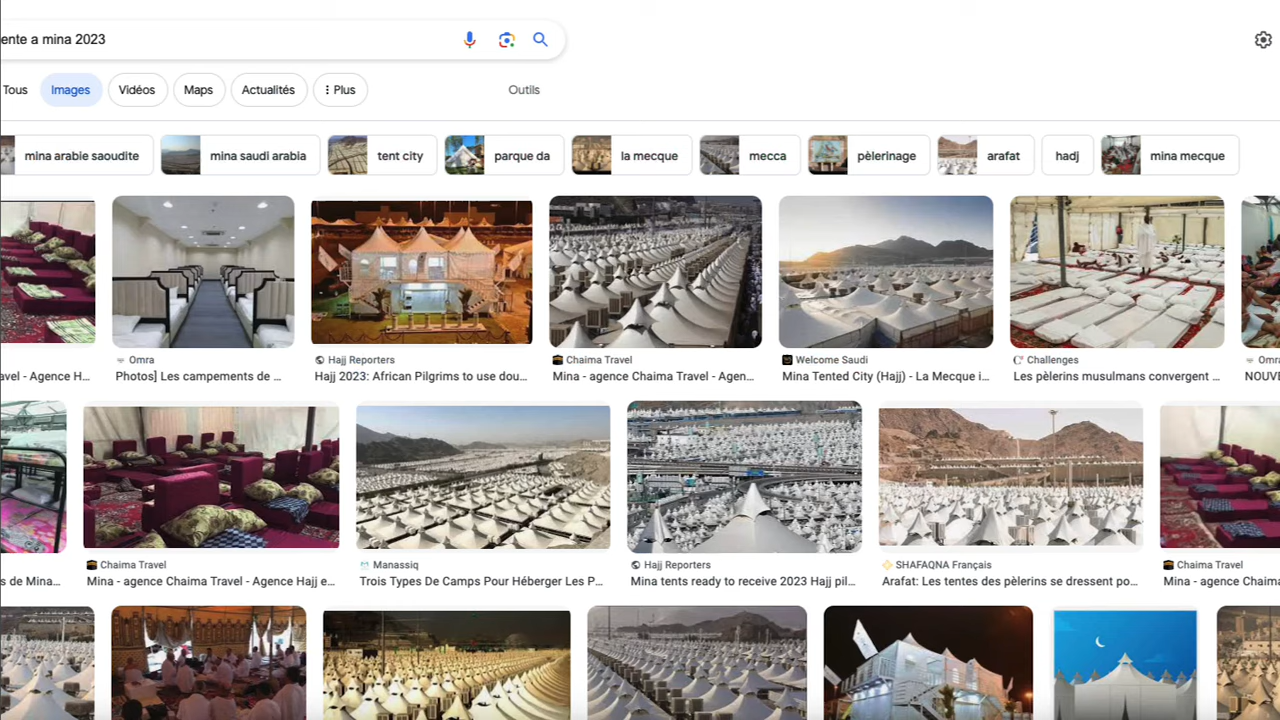 ente a mina 2023
Tous
Images
Vidéos
Maps
Actualités
Plus
Outils
mina arabie saoudite
mina saudi arabia
tent city
parque da
la mecque
mecca
pèlerinage
arafat
hadj
mina mecque
avel - Agence H...
Omra
Photos] Les campements de ...
Hajj Reporters
Hajj 2023: African Pilgrims to use dou...
Chaima Travel
Mina - agence Chaima Travel - Agen...
Welcome Saudi
Mina Tented City (Hajj) - La Mecque i...
Challenges
Les pèlerins musulmans convergent ...
Omra
NOUV
s de Mina...
Chaima Travel
Mina - agence Chaima Travel - Agence Hajj e...
Manassiq
Trois Types De Camps Pour Héberger Les P...
Hajj Reporters
Mina tents ready to receive 2023 Hajj pil...
SHAFAQNA Français
Arafat: Les tentes des pèlerins se dressent po...
Chaima Travel
Mina - agence Chaima